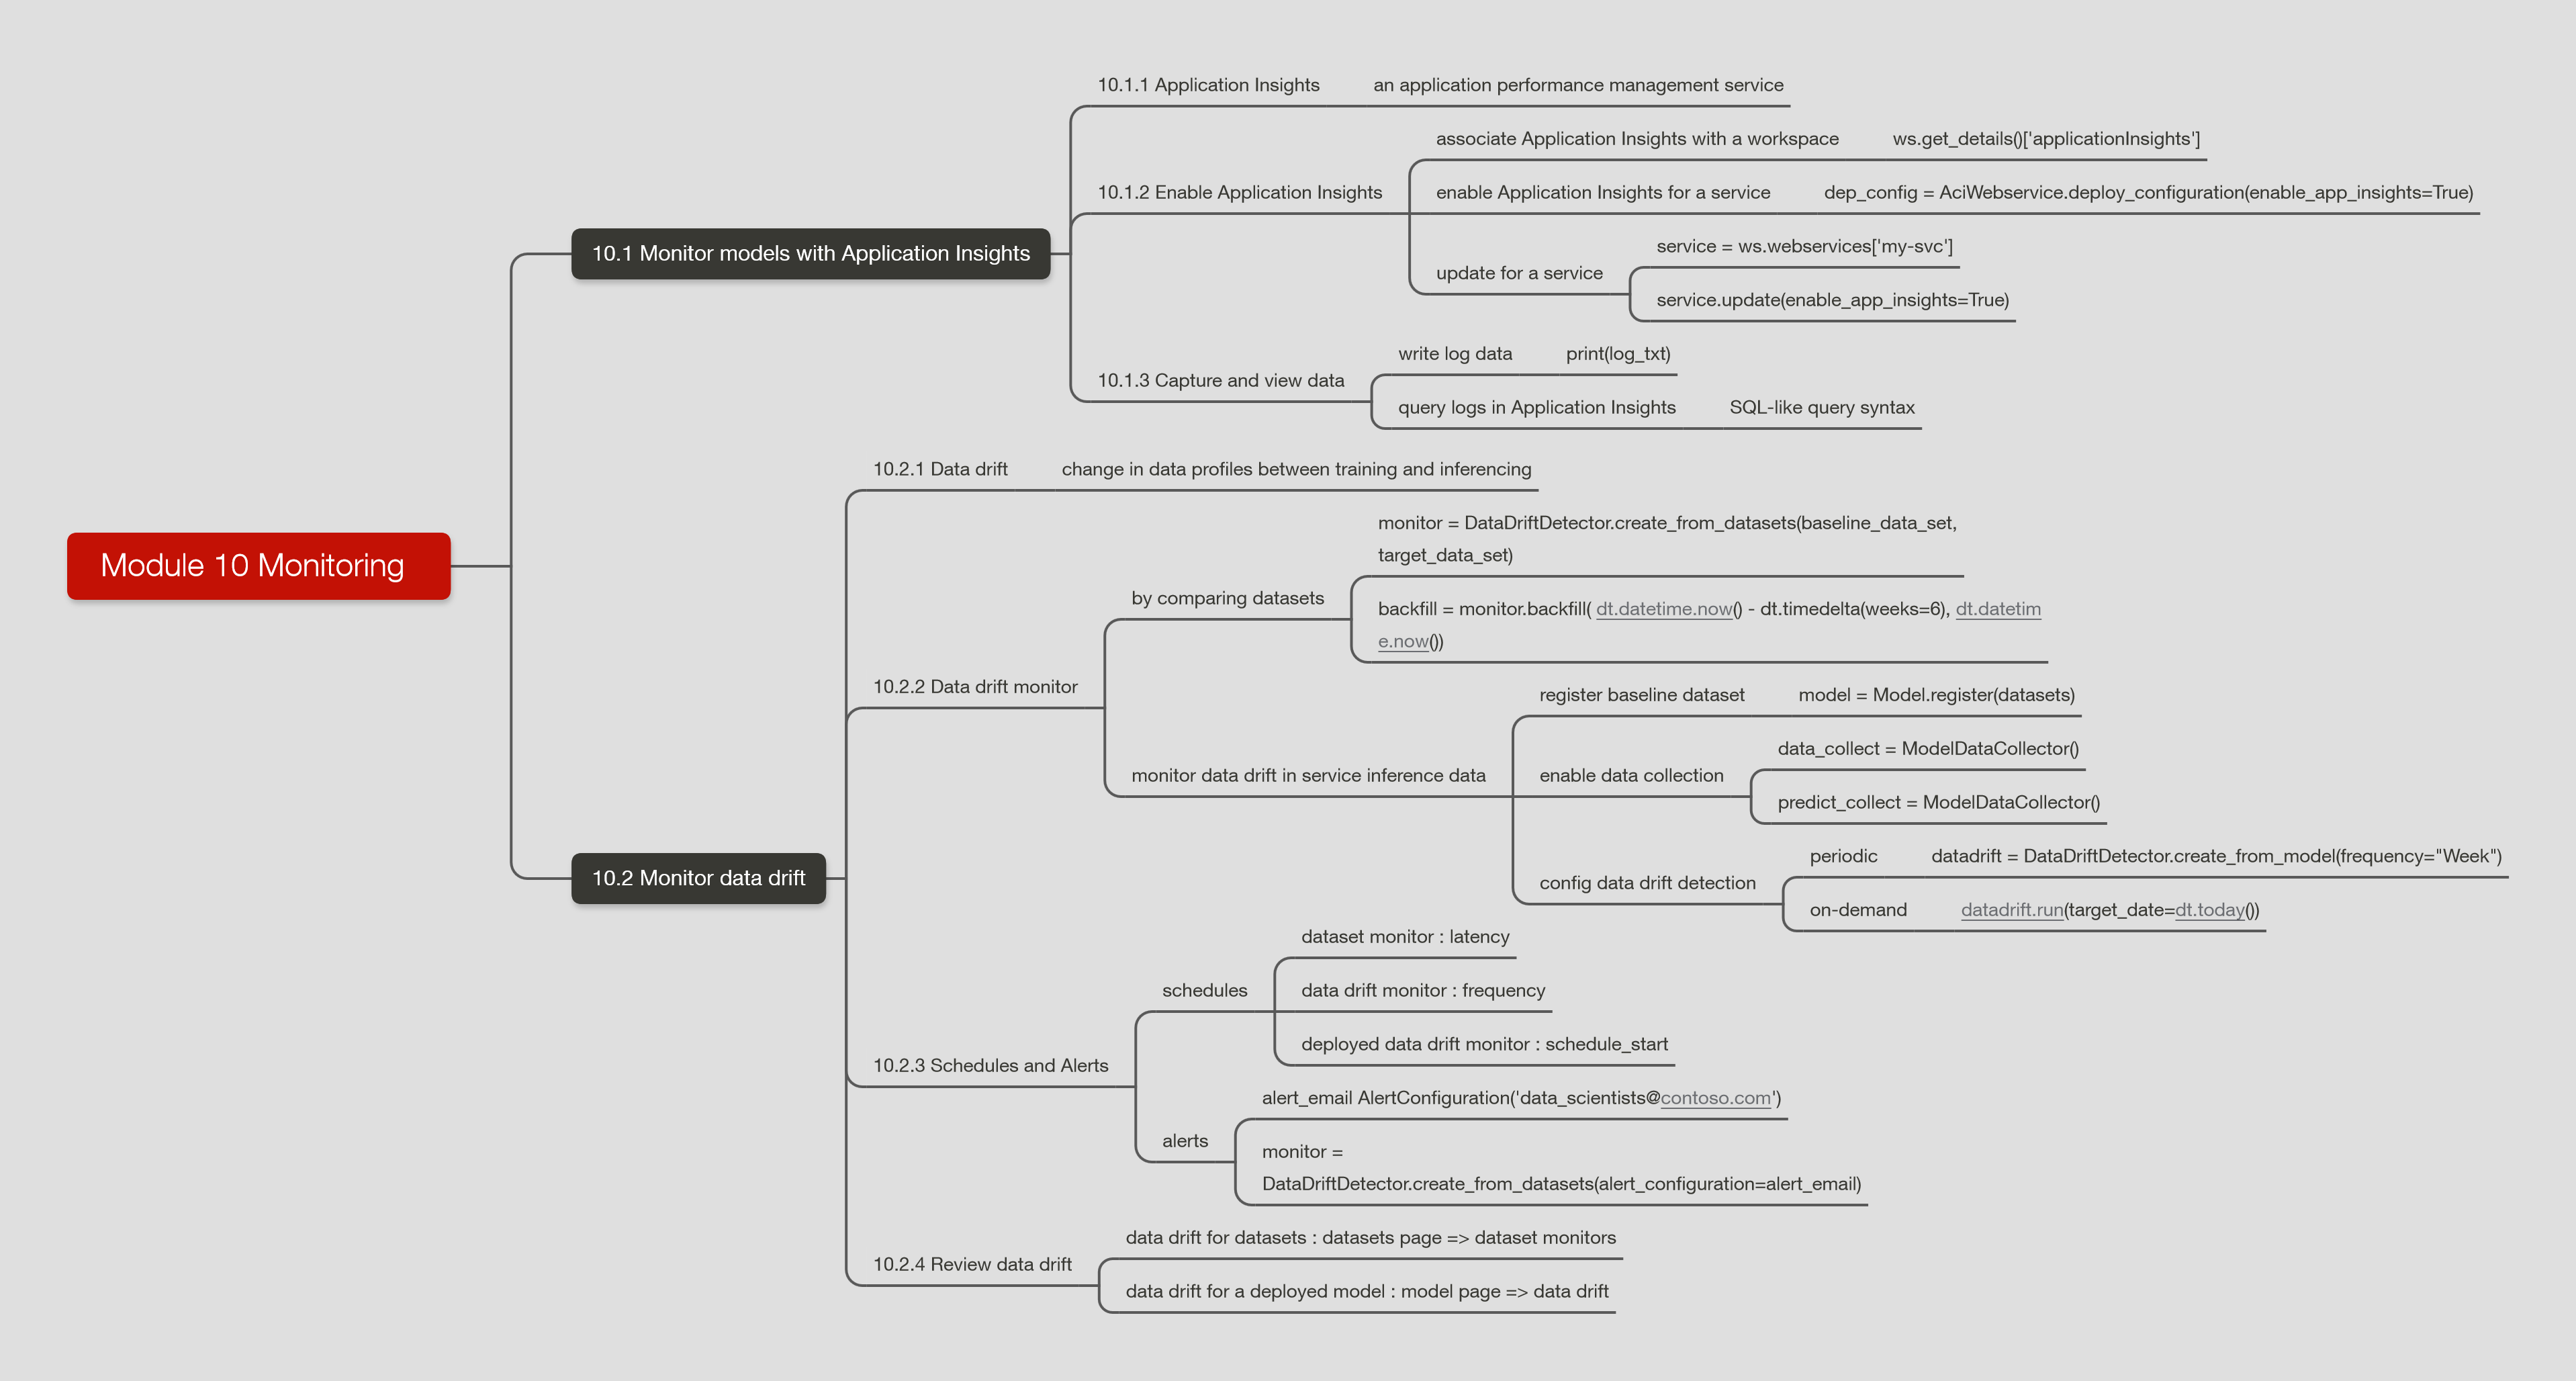 Module 10 Monitoring
10.1 Monitor models with Application Insights
10.1.1 Application Insights
an application performance management service
10.1.2 Enable Application Insights
associate Application Insights with a workspace
ws.get_details()['applicationInsights']
enable Application Insights for a service
dep_config = AciWebservice.deploy_configuration(enable_app_insights=True)
update for a service
service = ws.webservices['my-svc']
service.update(enable_app_insights=True)
10.1.3 Capture and view data
write log data
print(log_txt)
query logs in Application Insights
SQL-like query syntax
10.2 Monitor data drift
10.2.1 Data drift
change in data profiles between training and inferencing
10.2.2 Data drift monitor
by comparing datasets
monitor = DataDriftDetector.create_from_datasets(baseline_data_set,
target_data_set)
backfill = monitor.backfill( dt.datetime.now() - dt.timedelta(weeks=6), dt.datetim
e.now())
monitor data drift in service inference data
register baseline dataset
model = Model.register(datasets)
enable data collection
data_collect = ModelDataCollector()
predict_collect = ModelDataCollector()
config data drift detection
periodic
datadrift = DataDriftDetector.create_from_model(frequency="Week")
on-demand
datadrift.run(target_date=dt.today())
10.2.3 Schedules and Alerts
schedules
dataset monitor : latency
data drift monitor : frequency
deployed data drift monitor : schedule_start
alerts
alert_email AlertConfiguration('data_scientists@contoso.com')
monitor =
DataDriftDetector.create_from_datasets(alert_configuration=alert_email)
10.2.4 Review data drift
data drift for datasets : datasets page => dataset monitors
data drift for a deployed model : model page => data drift